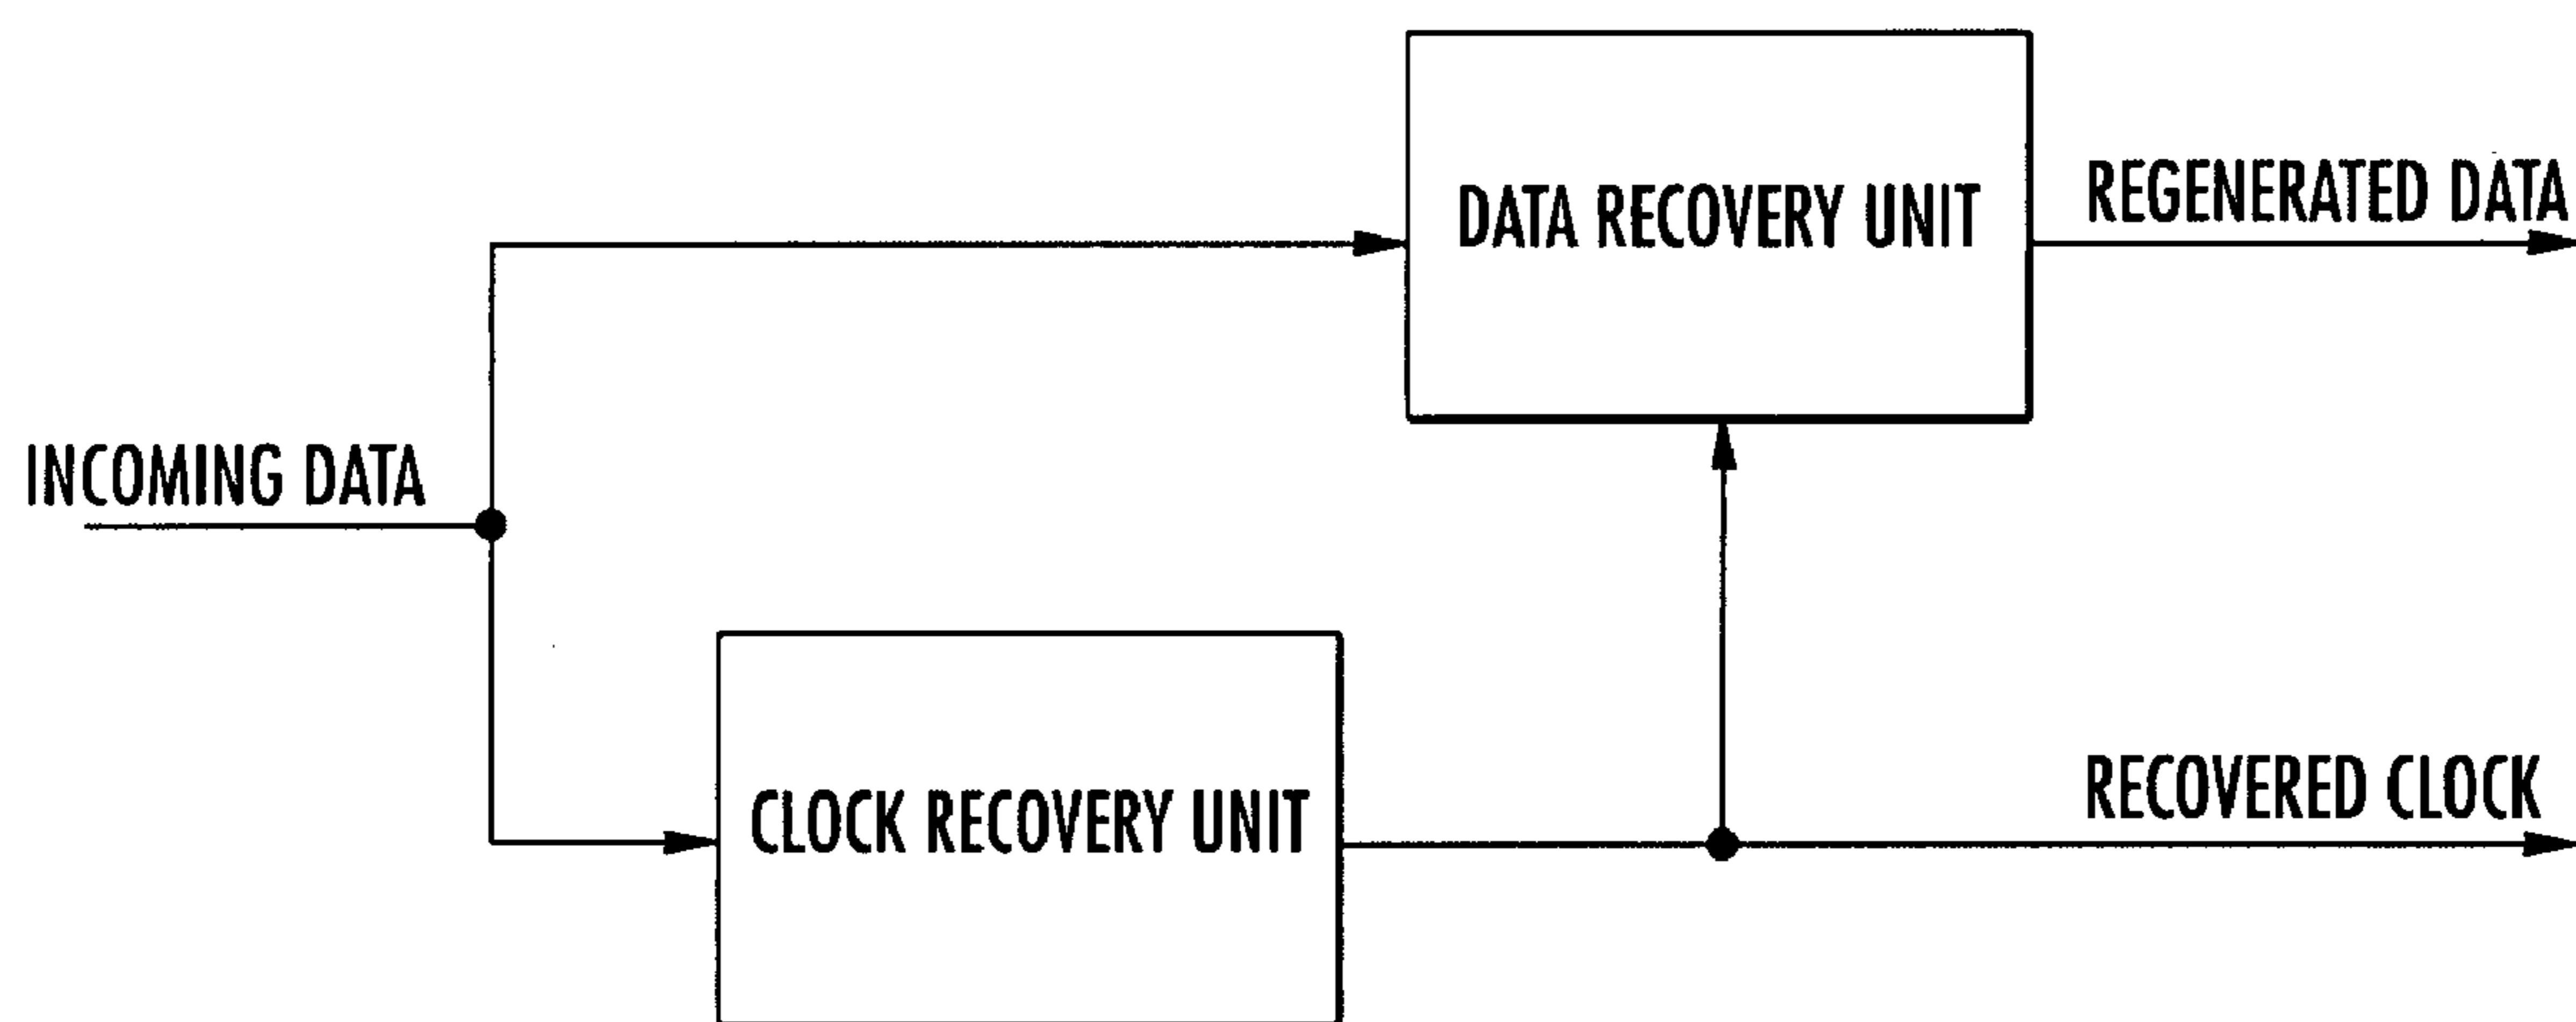 DATA RECOVERY UNIT
REGENERATED DATA
INCOMING DATA
CLOCK RECOVERY UNIT
RECOVERED CLOCK